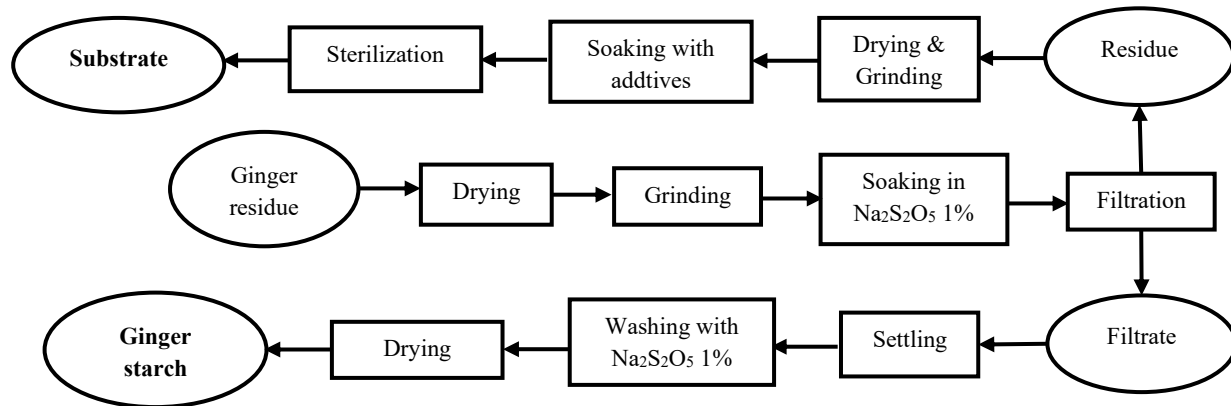 Substrate
Sterilization
Soaking with
addtives
Drying &
Grinding
Residue
Ginger
residue
Drying
Grinding
Soaking in
Na₂S₂O₅ 1%
Filtration
Ginger
starch
Drying
Washing with
Na₂S₂O₅ 1%
Settling
Filtrate